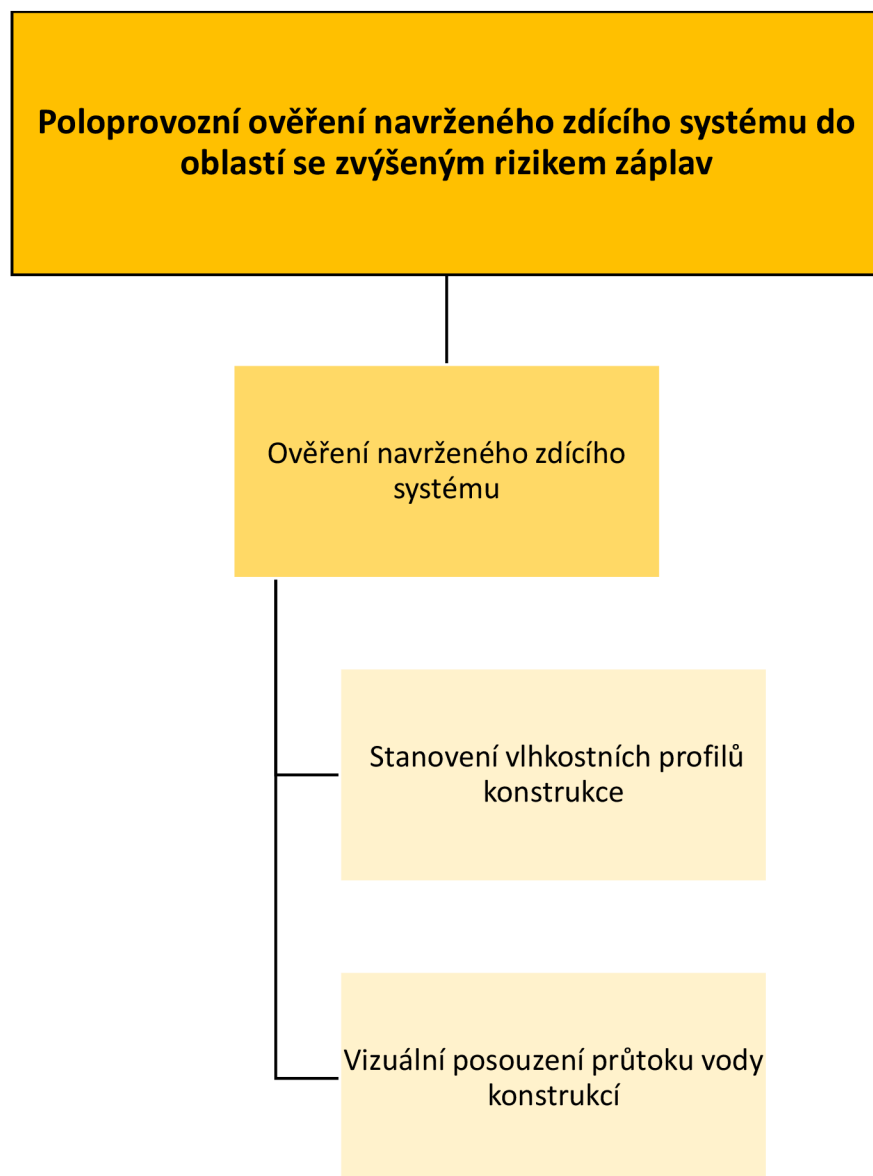 Poloprovozní ověření navrženého zdícího systému do
oblastí se zvýšeným rizikem záplav
Ověření navrženého zdícího
systému
Stanovení vlhkostních profilů
konstrukce
Vizuální posouzení průtoku vody
konstrukcí